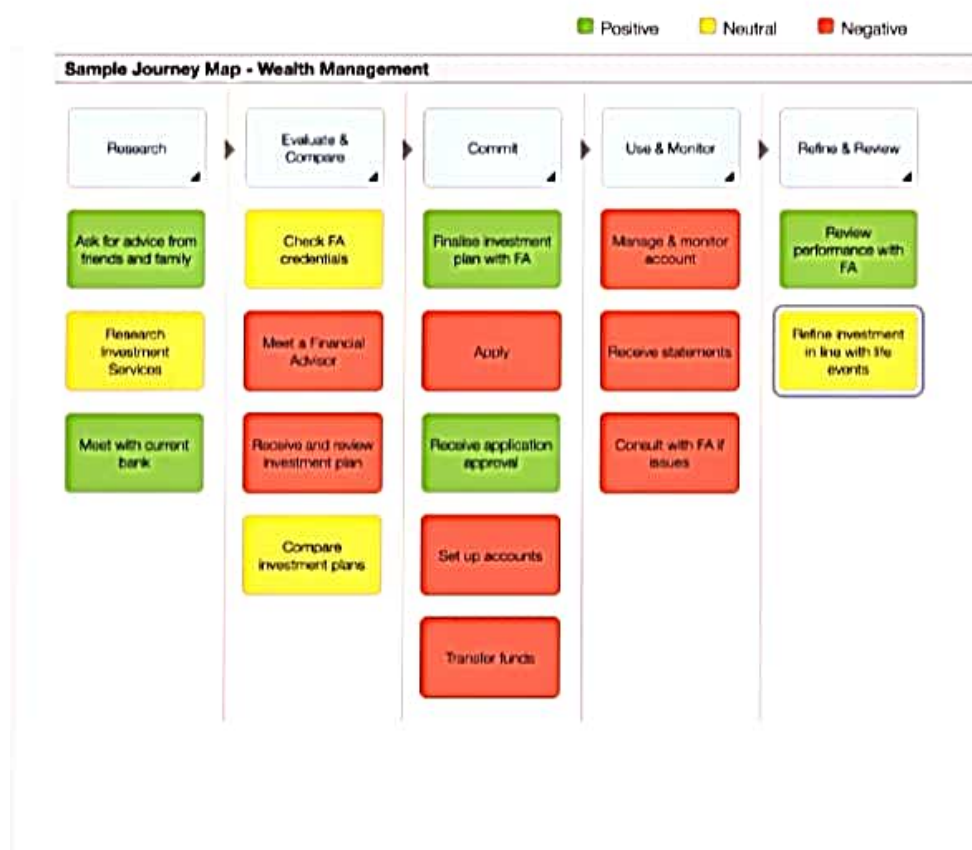 Positive
Neutral
Negative
Sample Journey Map - Wealth Management
Research
Evaluate &
Compare
Commit
Use & Monitor
Refine & Review
Ask for advice from
friends and family
Research
Investment
Services
Meet with current
bank
Check FA
credentials
Meet a Financial
Advisor
Receive and review
investment plan
Compare
investment plans
Finalise investment
plan with FA
Apply
Receive application
approval
Set up accounts
Transfer funds
Manage & monitor
account
Receive statements
Consult with FA if
issues
Review
performance with
FA
Refine investment
in line with life
events